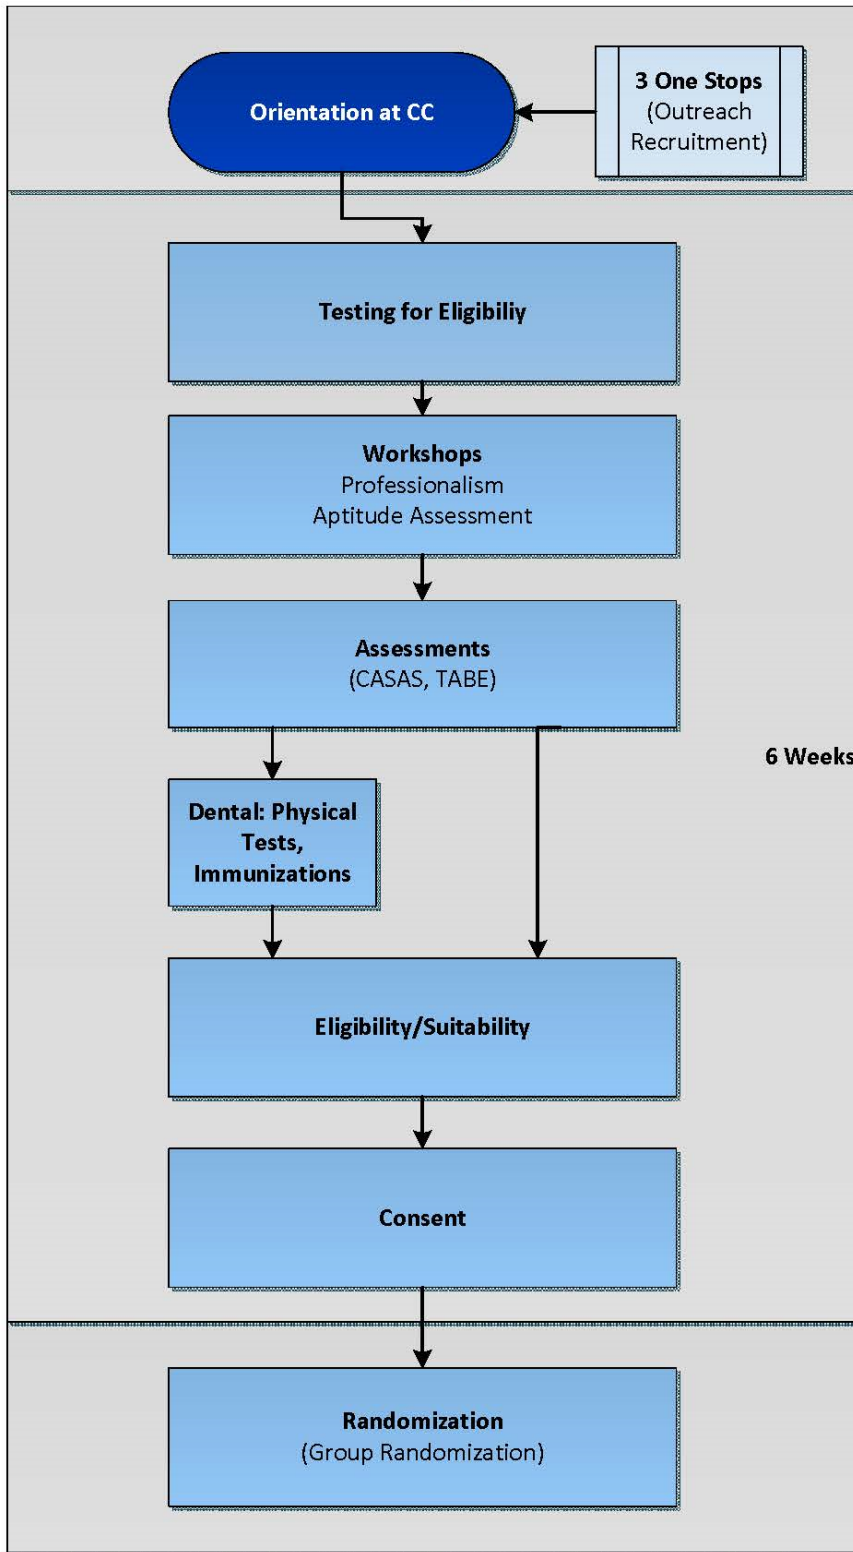 Orientation at CC
3 One Stops
(Outreach
Recruitment)
Testing for Eligibiliy
Workshops
Professionalism
Aptitude Assessment
Assessments
(CASAS, TABE)
6 Weeks
Dental: Physical
Tests,
Immunizations
Eligibility/Suitability
Consent
Randomization
(Group Randomization)